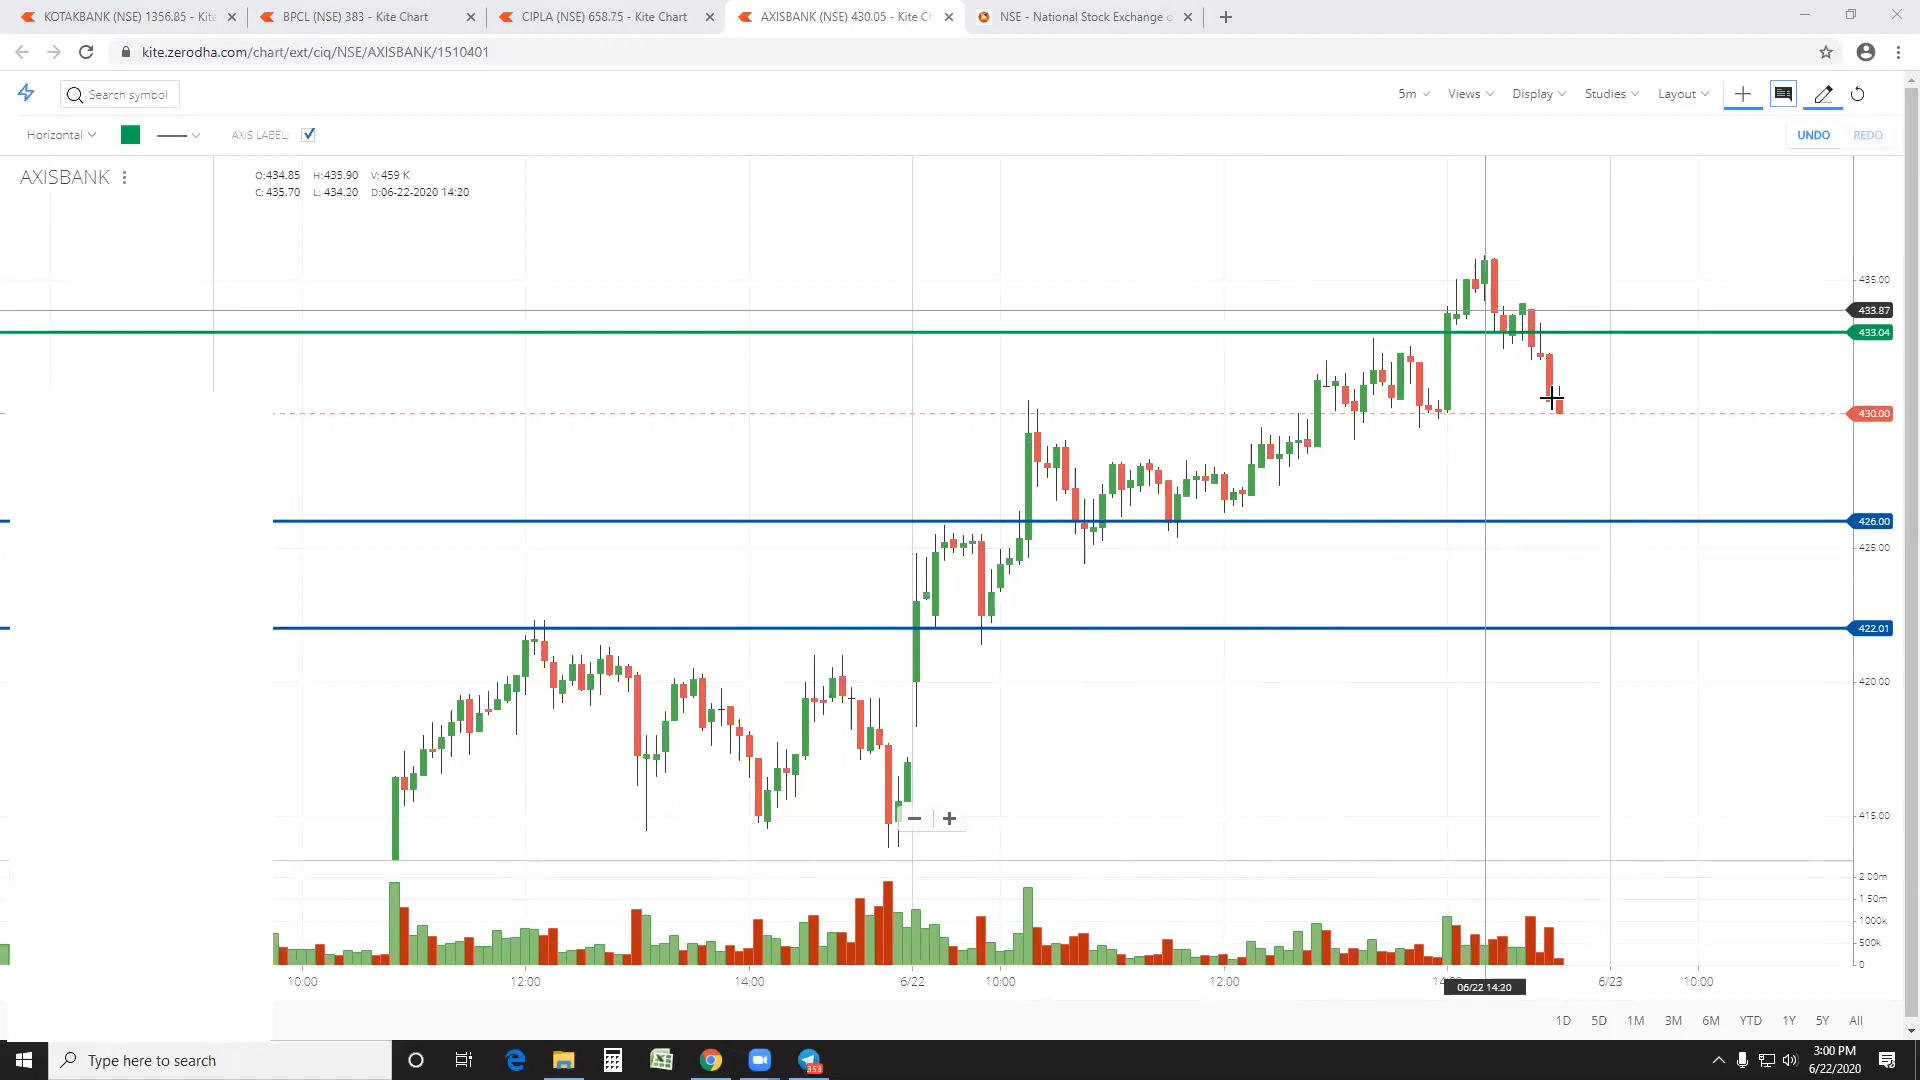 KOTAKBANK (NSE) 1356.85 - Kite
BPCL (NSE) 383 - Kite Chart
CIPLA (NSE) 658.75 - Kite Chart
AXISBANK (NSE) 430.05 - Kite Ch
NSE - National Stock Exchange o
kite.zerodha.com/chart/ext/ciq/NSE/AXISBANK/1510401
Search symbol
5m
Views
Display
Studies
Layout
Horizontal
AXIS LABEL:
UNDO
REDO
AXISBANK
O:434.85 H:435.90 V:459 K
C:435.70 L:434.20 D:06-22-2020 14:20
435.00
433.87
433.04
430.00
426.00
425.00
422.01
420.00
415.00
2.00m
1.50m
1000k
500k
0
10:00 12:00 14:00 6/22 10:00 12:00 6/23 10:00
06/22 14:20
1D 5D 1M 3M 6M YTD 1Y 5Y All
Type here to search
353
3:00 PM
6/22/2020